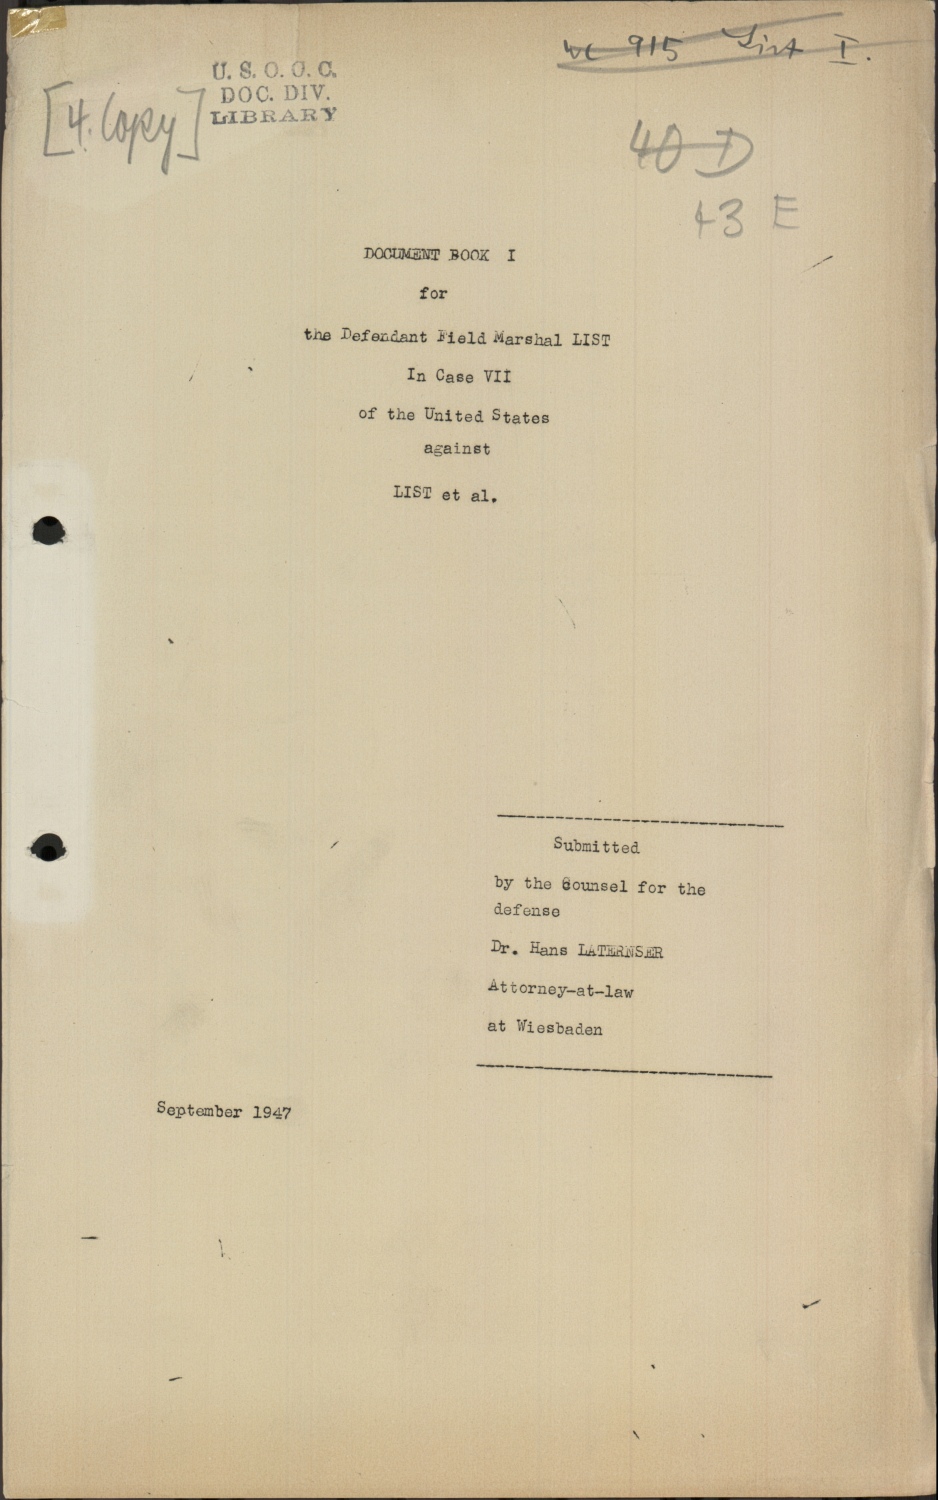 wc 915 List I.
U. S. O. C. C.
DOC. DIV.
LIBRARY
[4. Copy]
40 D
43 E
DOCUMENT BOOK I
for
the Defendant Field Marshal LIST
In Case VII
of the United States
against
LIST et al.
Submitted
by the Counsel for the
defense
Dr. Hans LATERNSER
Attorney-at-law
at Wiesbaden
September 1947